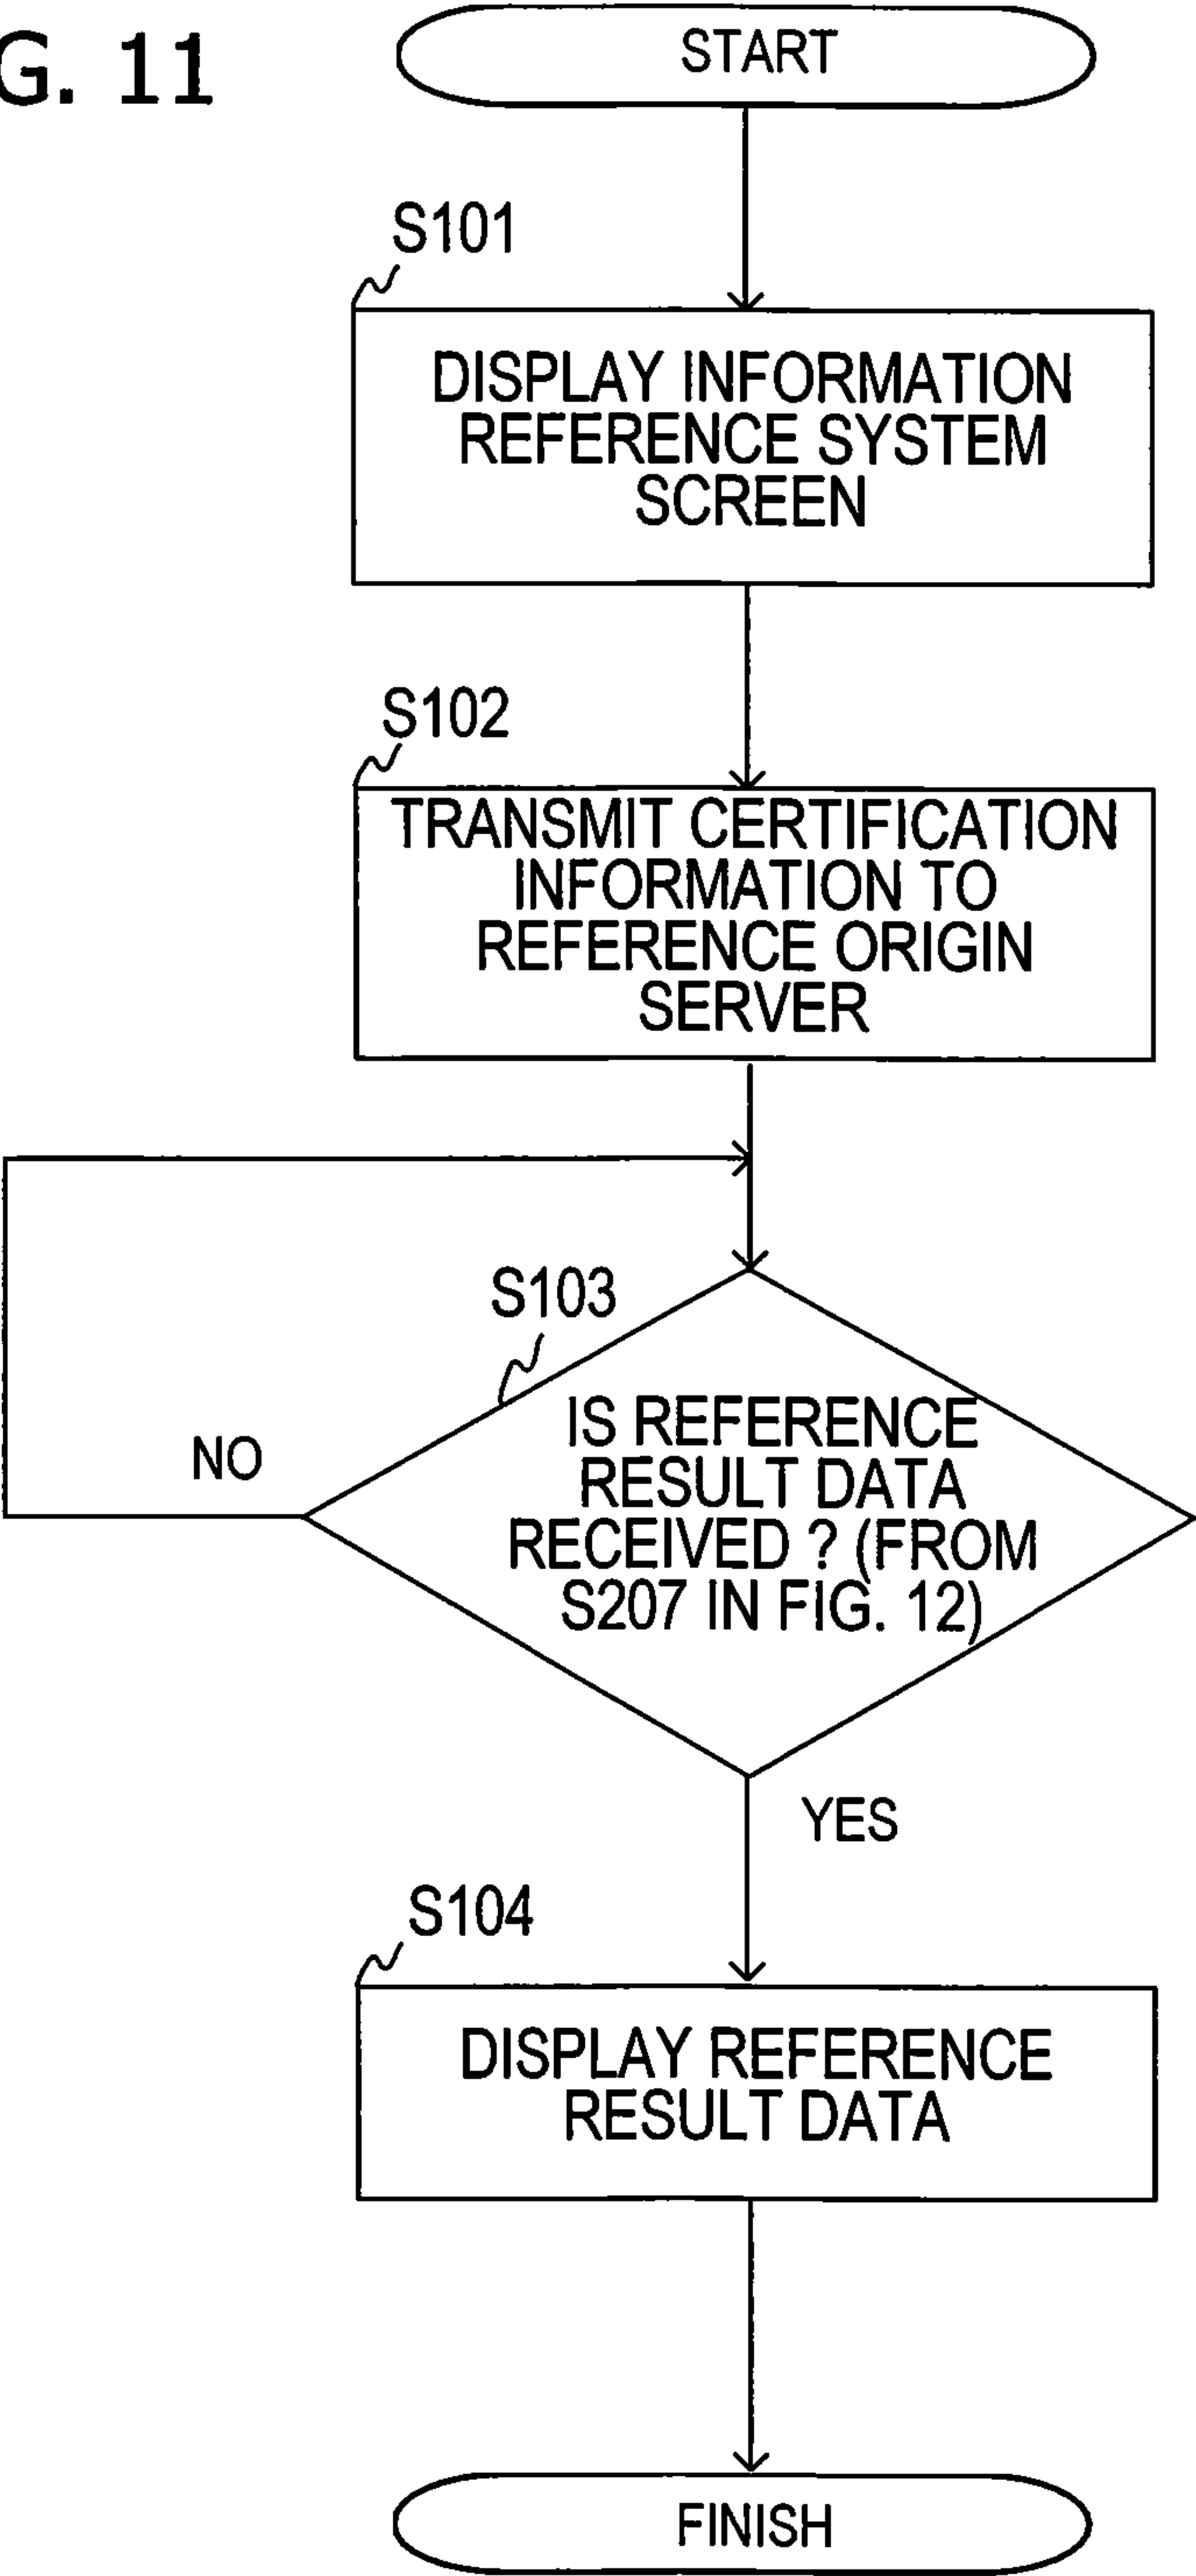 G. 11
START
S101
DISPLAY INFORMATION
REFERENCE SYSTEM
SCREEN
S102
TRANSMIT CERTIFICATION
INFORMATION TO
REFERENCE ORIGIN
SERVER
S103
IS REFERENCE
RESULT DATA
RECEIVED ? (FROM
S207 IN FIG. 12)
NO
YES
S104
DISPLAY REFERENCE
RESULT DATA
FINISH